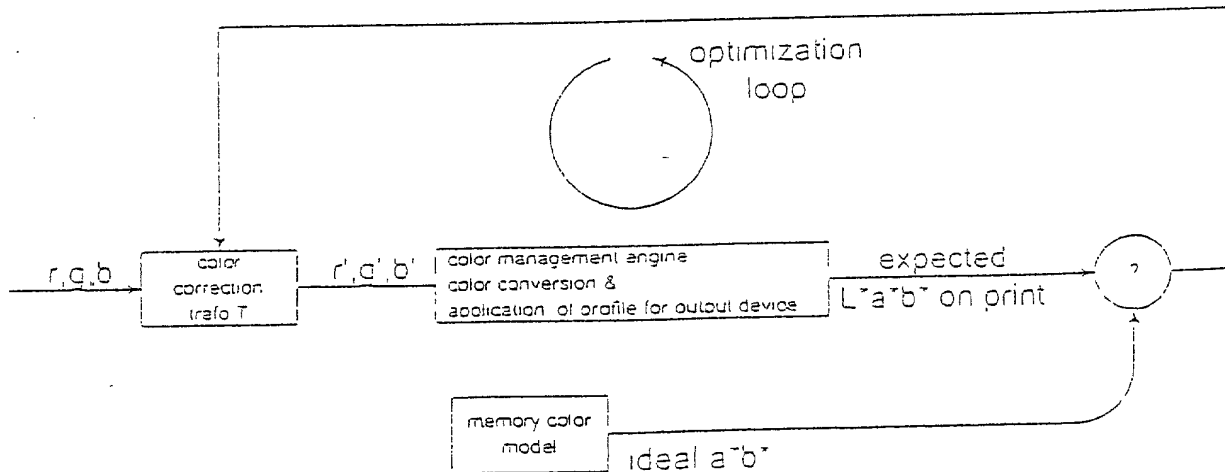 optimization
loop
r,g,b
color
correction
trafo T
r',g',b'
color management engine
color conversion &
application of profile for output device
expected
L*a*b* on print
?
memory color
model
ideal a*b*